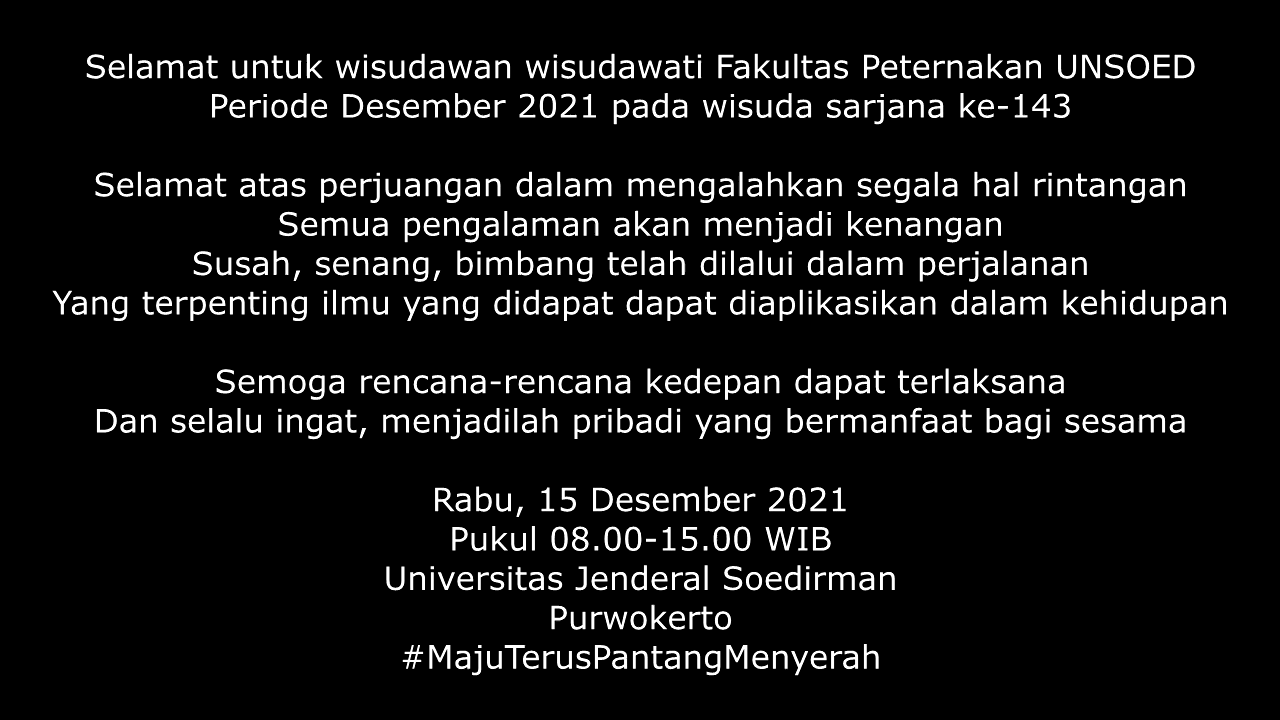 Selamat untuk wisudawan wisudawati Fakultas Peternakan UNSOED
Periode Desember 2021 pada wisuda sarjana ke-143
Selamat atas perjuangan dalam mengalahkan segala hal rintangan
Semua pengalaman akan menjadi kenangan
Susah, senang, bimbang telah dilalui dalam perjalanan
Yang terpenting ilmu yang didapat dapat diaplikasikan dalam kehidupan
Semoga rencana-rencana kedepan dapat terlaksana
Dan selalu ingat, menjadilah pribadi yang bermanfaat bagi sesama
Rabu, 15 Desember 2021
Pukul 08.00-15.00 WIB
Universitas Jenderal Soedirman
Purwokerto
#MajuTerusPantangMenyerah